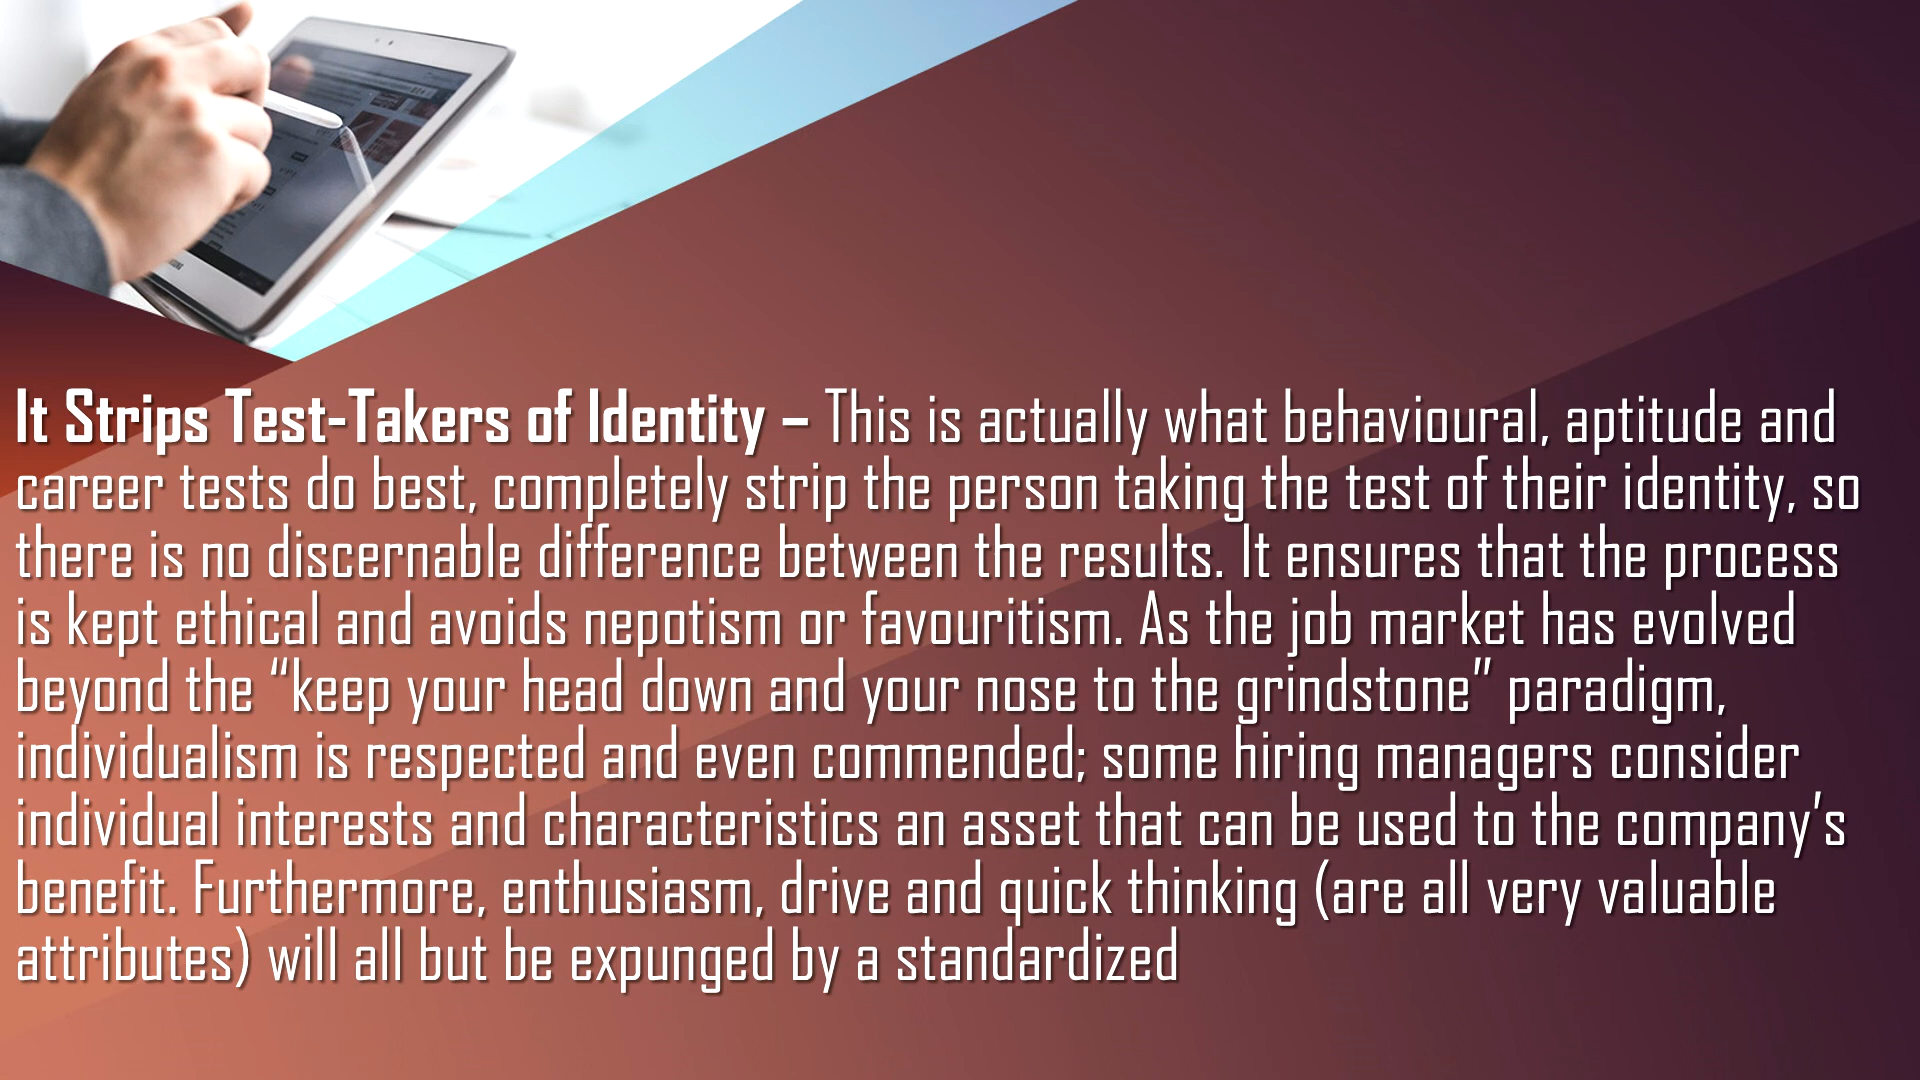 It Strips Test-Takers of Identity – This is actually what behavioural, aptitude and
career tests do best, completely strip the person taking the test of their identity, so
there is no discernable difference between the results. It ensures that the process
is kept ethical and avoids nepotism or favouritism. As the job market has evolved
beyond the “keep your head down and your nose to the grindstone” paradigm,
individualism is respected and even commended; some hiring managers consider
individual interests and characteristics an asset that can be used to the company’s
benefit. Furthermore, enthusiasm, drive and quick thinking (are all very valuable
attributes) will all but be expunged by a standardized